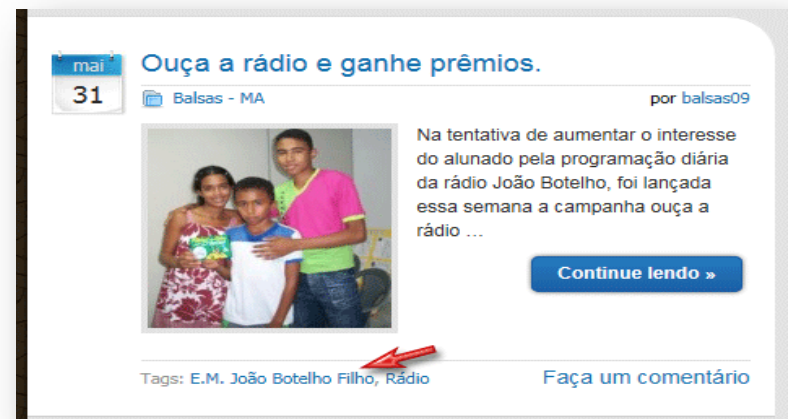 mai
31
Ouça a rádio e ganhe prêmios.
Balsas - MA
por balsas09
Na tentativa de aumentar o interesse
do alunado pela programação diária
da rádio João Botelho, foi lançada
essa semana a campanha ouça a
rádio …
Continue lendo »
Tags: E.M. João Botelho Filho, Rádio
Faça um comentário